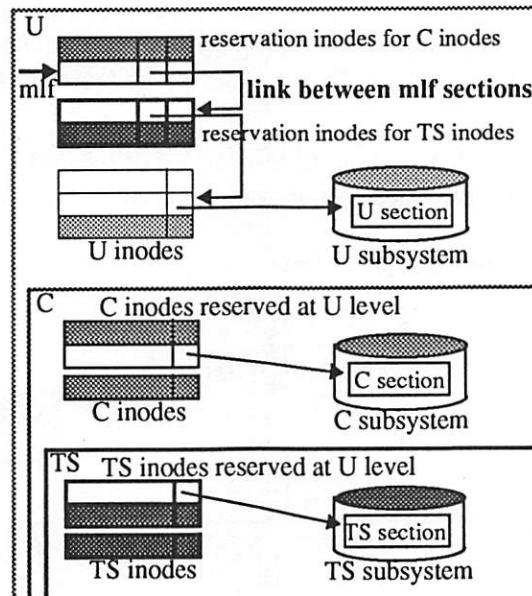 U
reservation inodes for C inodes
mlf
link between mlf sections
reservation inodes for TS inodes
U section
U inodes
U subsystem
C
C inodes reserved at U level
C section
C inodes
C subsystem
TS
TS inodes reserved at U level
TS section
TS inodes
TS subsystem